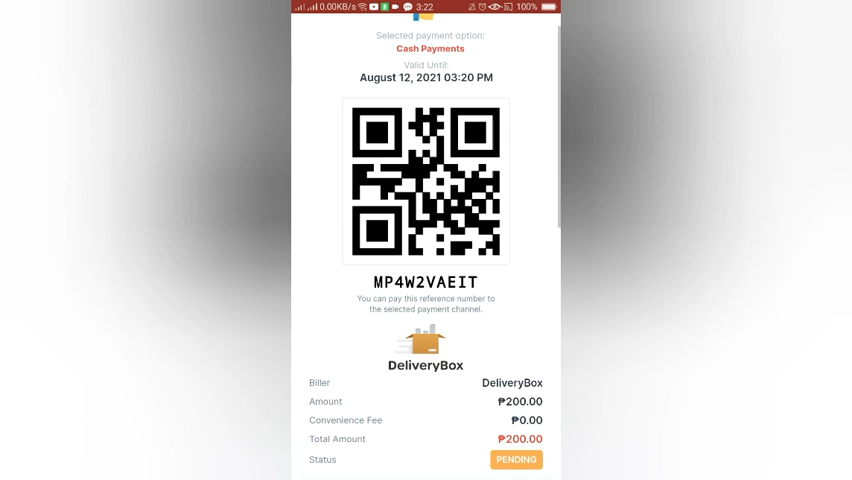 0.00KB/s 3:22 100%
Selected payment option:
Cash Payments
Valid Until:
August 12, 2021 03:20 PM
MP4W2VAEIT
You can pay this reference number to
the selected payment channel.
DeliveryBox
Biller DeliveryBox
Amount ₱200.00
Convenience Fee ₱0.00
Total Amount ₱200.00
Status PENDING